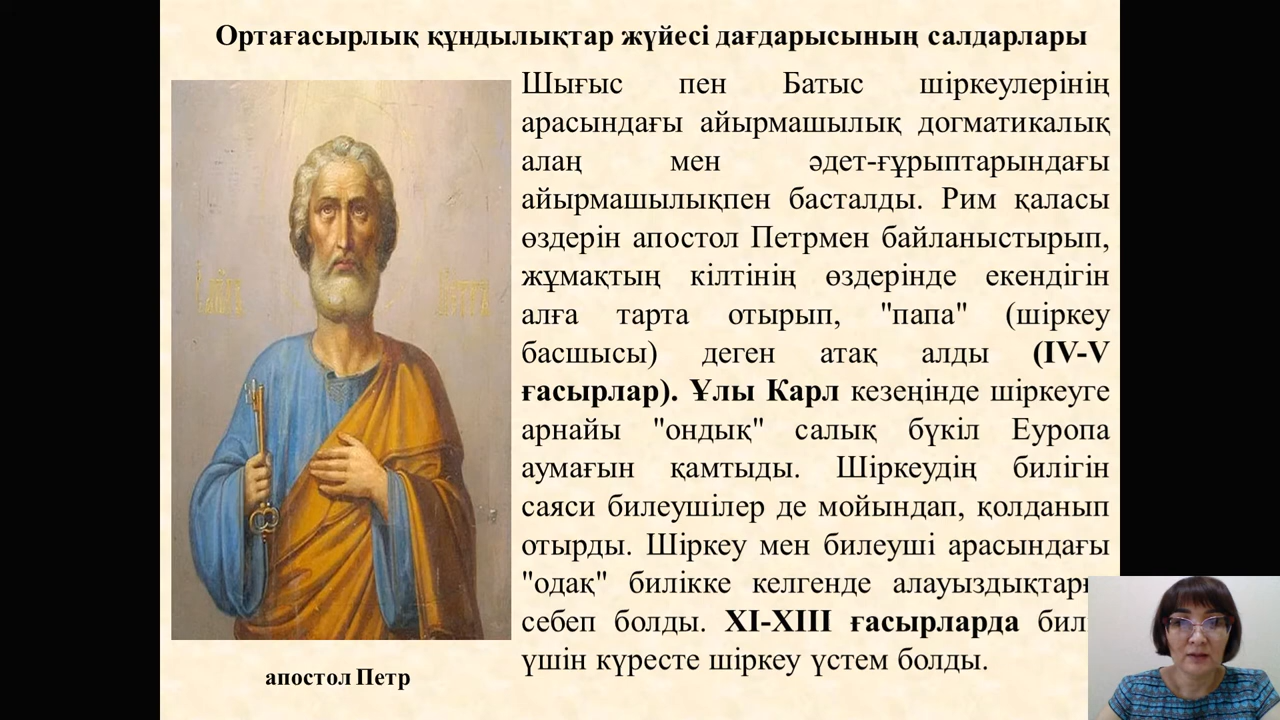 Ортағасырлық құндылықтар жүйесі дағдарысының салдарлары
Шығыс пен Батыс шіркеулерінің
арасындағы айырмашылық догматикалық
алаң мен әдет-ғұрыптарындағы
айырмашылықпен басталды. Рим қаласы
өздерін апостол Петрмен байланыстырып,
жұмақтың кілтінің өздерінде екендігін
алға тарта отырып, "папа" (шіркеу
басшысы) деген атақ алды (IV-V
ғасырлар). Ұлы Карл кезеңінде шіркеуге
арнайы "ондық" салық бүкіл Еуропа
аумағын қамтыды. Шіркеудің билігін
саяси билеушілер де мойындап, қолданып
отырды. Шіркеу мен билеуші арасындағы
"одақ" билікке келгенде
себеп болды. XI-XIII ғасырларда
үшін күресте шіркеу үстем болды.
апостол Петр